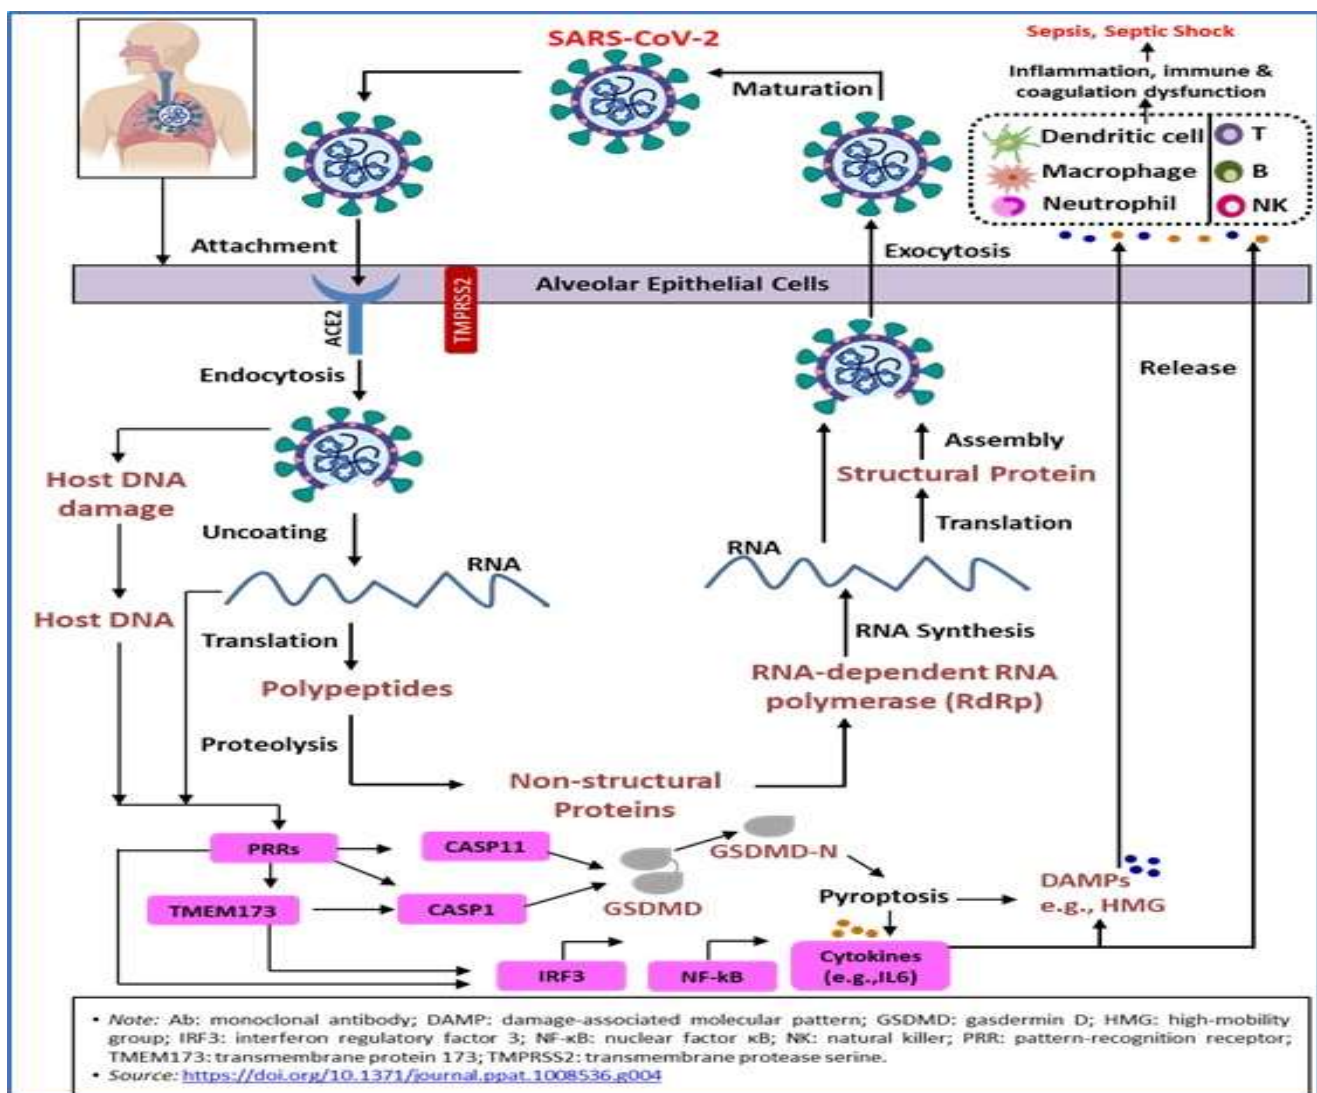 SARS-CoV-2
Sepsis, Septic Shock
Inflammation, immune &
coagulation dysfunction
Maturation
Dendritic cell
T
Macrophage
B
Neutrophil
NK
Attachment
Exocytosis
Alveolar Epithelial Cells
ACE2
TMPRSS2
Endocytosis
Release
Assembly
Host DNA
damage
Structural Protein
Uncoating
Translation
RNA
RNA
Host DNA
Translation
RNA Synthesis
Polypeptides
RNA-dependent RNA
polymerase (RdRp)
Proteolysis
Non-structural
Proteins
PRRs
CASP11
GSDMD-N
TMEM173
CASP1
GSDMD
Pyroptosis
DAMPs
e.g., HMG
IRF3
NF-kB
Cytokines
(e.g.,IL6)
• Note: Ab: monoclonal antibody; DAMP: damage-associated molecular pattern; GSDMD: gasdermin D; HMG: high-mobility
group; IRF3: interferon regulatory factor 3; NF-κB: nuclear factor κB; NK: natural killer; PRR: pattern-recognition receptor;
TMEM173: transmembrane protein 173; TMPRSS2: transmembrane protease serine.
• Source: https://doi.org/10.1371/journal.ppat.1008536.g004